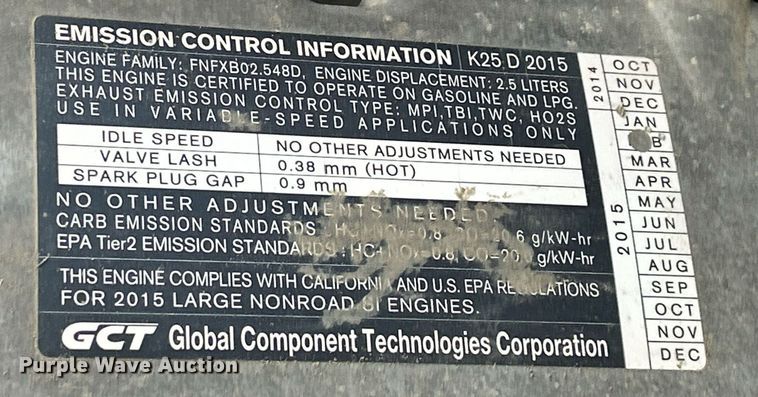 EMISSION CONTROL INFORMATION K25 D 2015
ENGINE FAMILY: FNFXB02.548D, ENGINE DISPLACEMENT: 2.5 LITERS
THIS ENGINE IS CERTIFIED TO OPERATE ON GASOLINE AND LPG.
EXHAUST EMISSION CONTROL TYPE: MPI,TBI,TWC, HO2S
USE IN VARIABLE-SPEED APPLICATIONS ONLY
IDLE SPEED NO OTHER ADJUSTMENTS NEEDED
VALVE LASH 0.38 mm (HOT)
SPARK PLUG GAP 0.9 mm
NO OTHER ADJUSTMENTS NEEDED.
CARB EMISSION STANDARDS g/kW-hr
EPA Tier2 EMISSION STANDARDS g/kW-hr
THIS ENGINE COMPLIES WITH CALIFORNIA AND U.S. EPA REGULATIONS
FOR 2015 LARGE NONROAD SI ENGINES.
GCT Global Component Technologies Corporation
2014
OCT
NOV
DEC
2015
JAN
MAR
APR
MAY
JUN
JUL
AUG
SEP
OCT
NOV
DEC
Purple Wave Auction